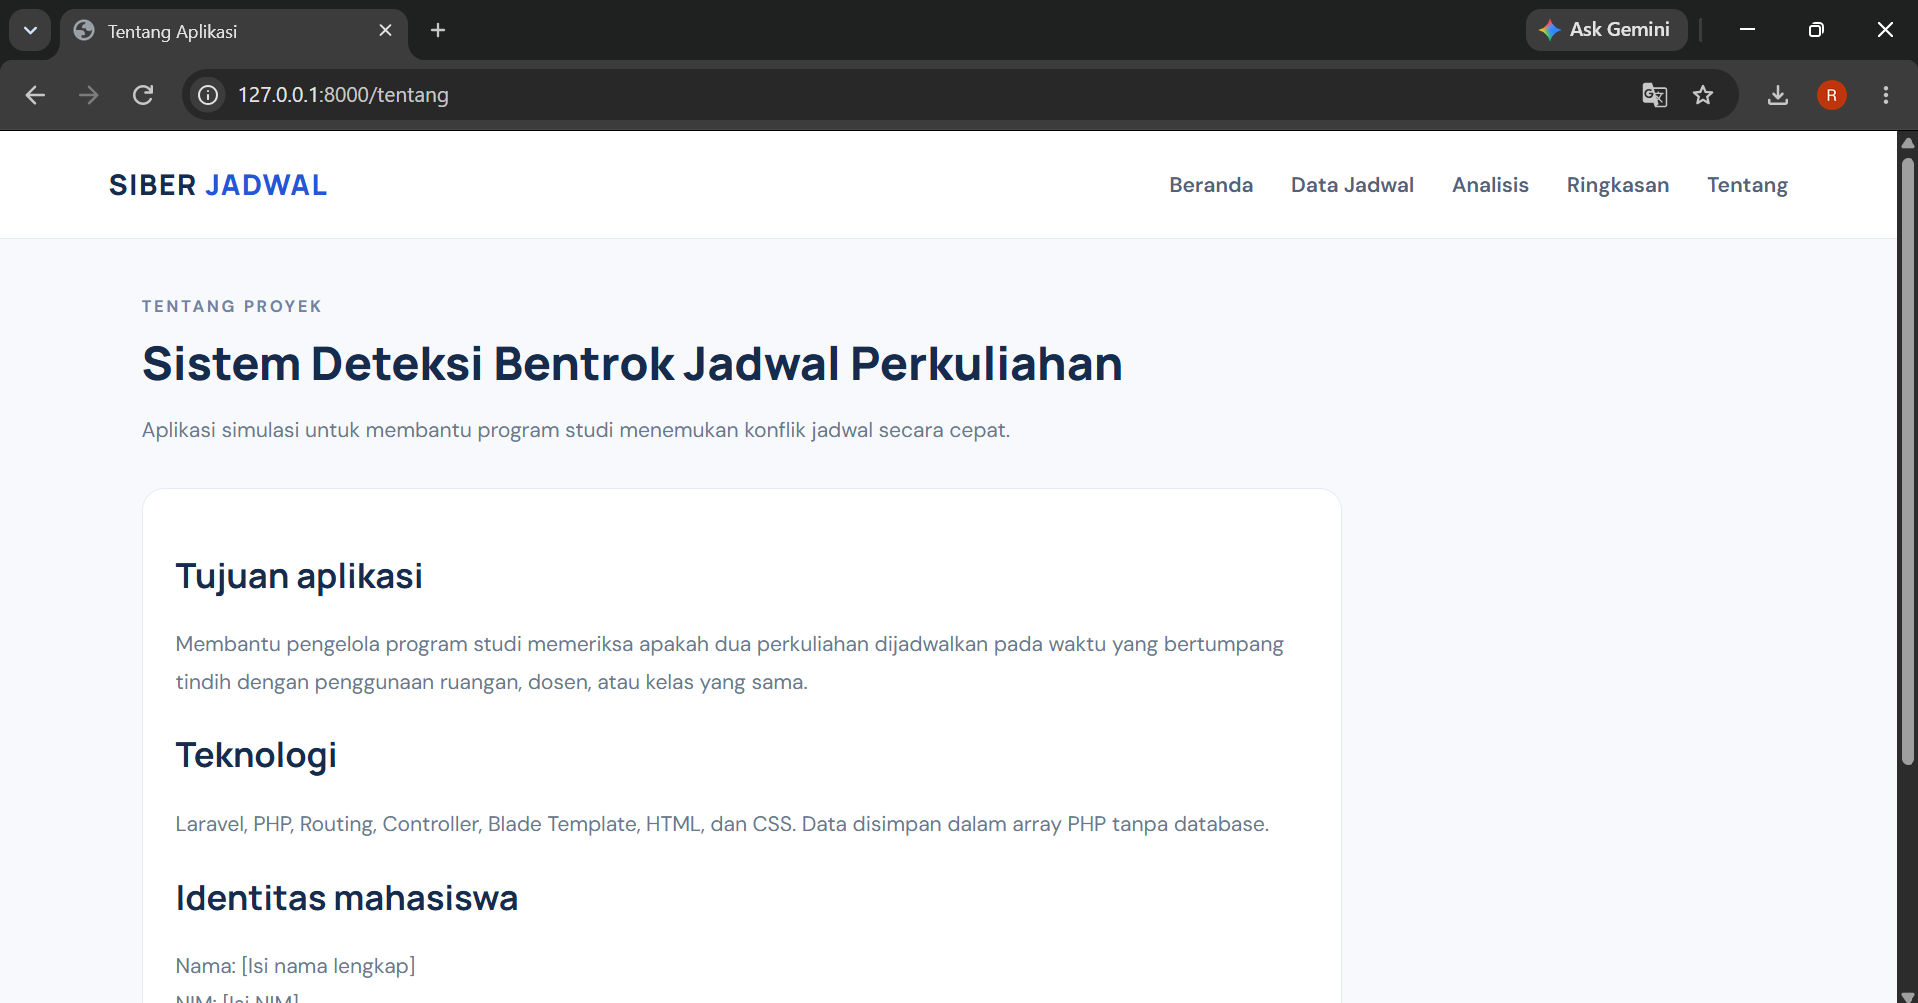 Tentang Aplikasi
Ask Gemini
127.0.0.1:8000/tentang
R
SIBER JADWAL
Beranda
Data Jadwal
Analisis
Ringkasan
Tentang
TENTANG PROYEK
Sistem Deteksi Bentrok Jadwal Perkuliahan
Aplikasi simulasi untuk membantu program studi menemukan konflik jadwal secara cepat.
Tujuan aplikasi
Membantu pengelola program studi memeriksa apakah dua perkuliahan dijadwalkan pada waktu yang bertumpang
tindih dengan penggunaan ruangan, dosen, atau kelas yang sama.
Teknologi
Laravel, PHP, Routing, Controller, Blade Template, HTML, dan CSS. Data disimpan dalam array PHP tanpa database.
Identitas mahasiswa
Nama: [Isi nama lengkap]
NIM: [Isi NIM]